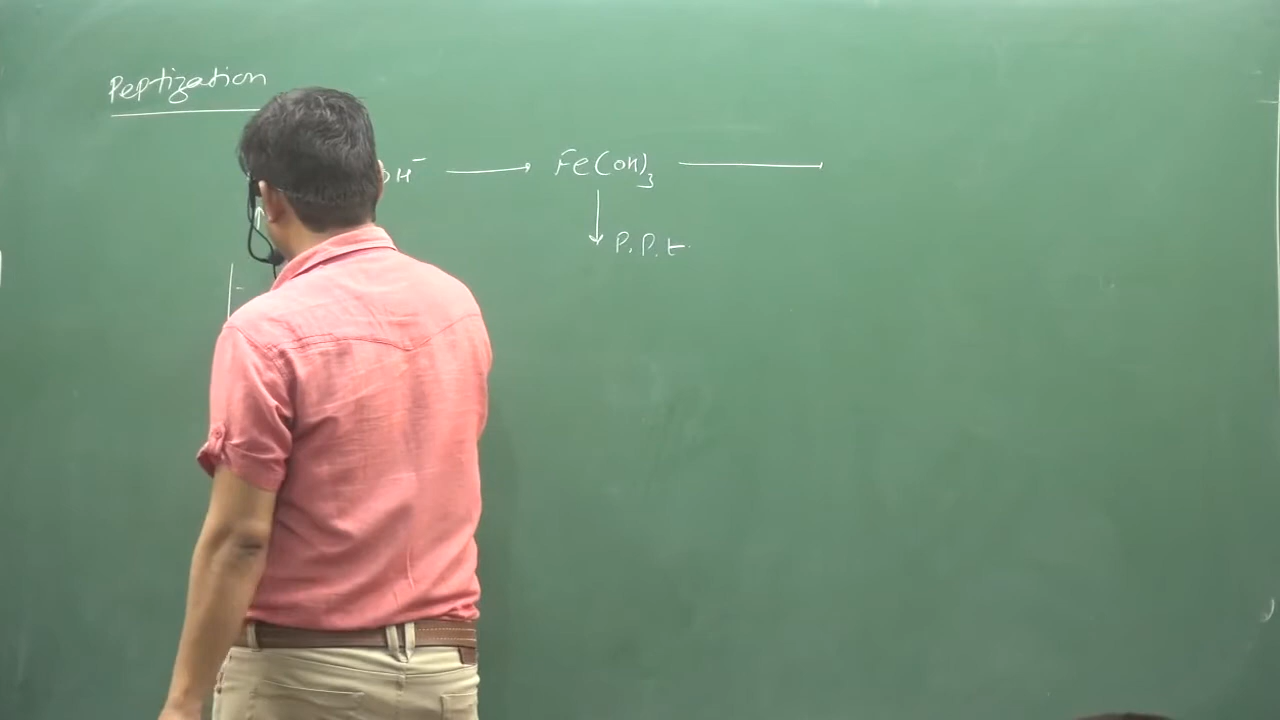 Peptization
OH⁻ ⟶ Fe(OH)₃ ⟶
↓ P.P.t.